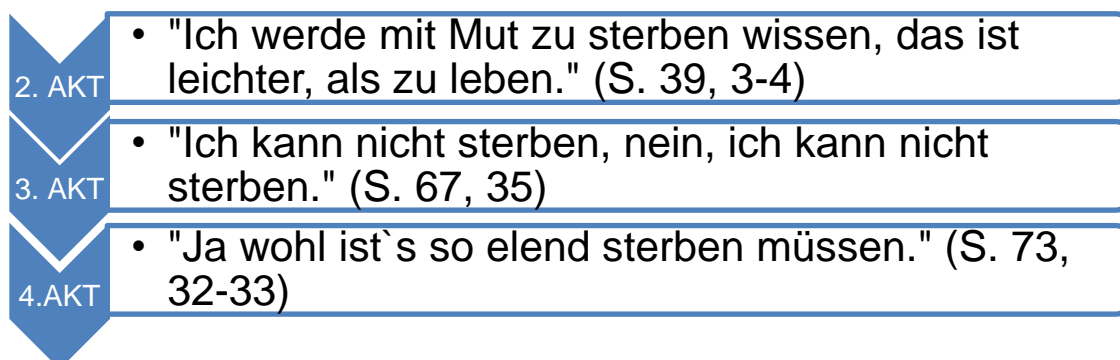 2. AKT
• "Ich werde mit Mut zu sterben wissen, das ist
leichter, als zu leben." (S. 39, 3-4)
3. AKT
• "Ich kann nicht sterben, nein, ich kann nicht
sterben." (S. 67, 35)
4.AKT
• "Ja wohl ist`s so elend sterben müssen." (S. 73,
32-33)